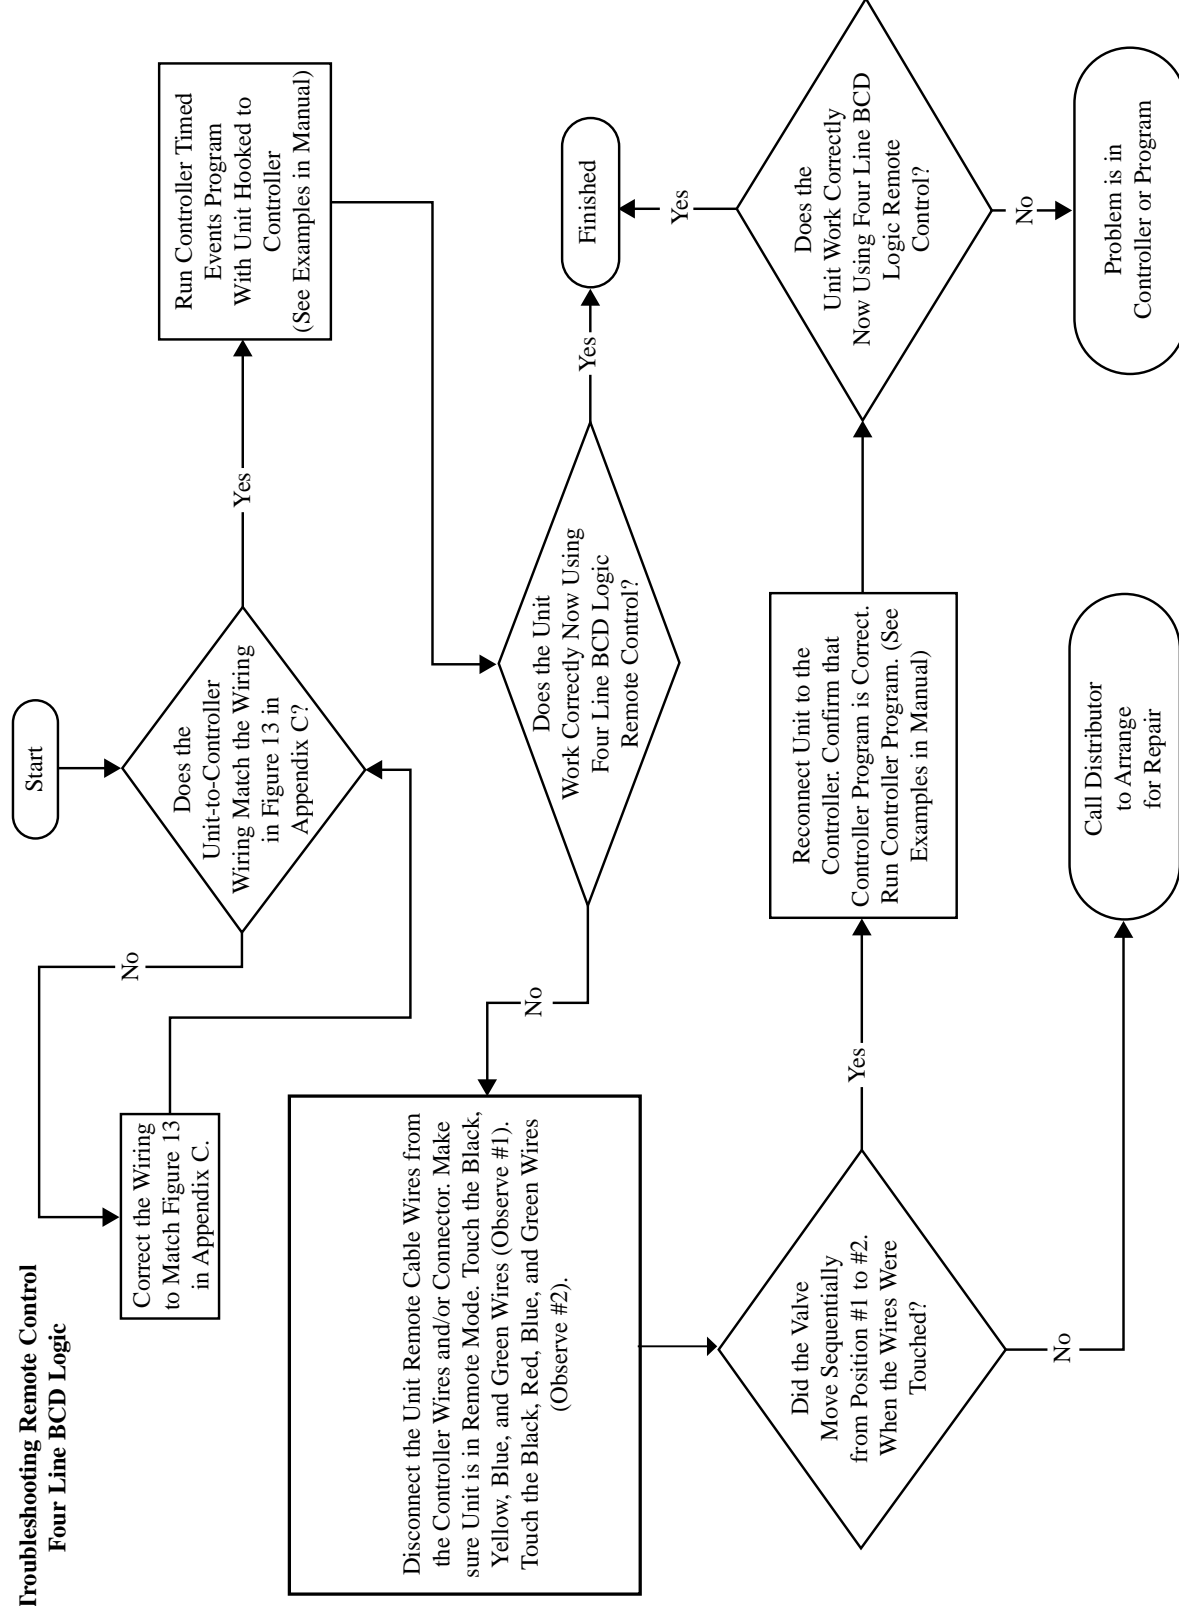 Troubleshooting Remote Control
Four Line BCD Logic
Start
Does the
Unit-to-Controller
Wiring Match the Wiring
in Figure 13 in
Appendix C?
No
Yes
Correct the Wiring
to Match Figure 13
in Appendix C.
Run Controller Timed
Events Program
With Unit Hooked to
Controller
(See Examples in Manual)
Does the Unit
Work Correctly Now Using
Four Line BCD Logic
Remote Control?
No
Yes
Finished
Disconnect the Unit Remote Cable Wires from
the Controller Wires and/or Connector. Make
sure Unit is in Remote Mode. Touch the Black,
Yellow, Blue, and Green Wires (Observe #1).
Touch the Black, Red, Blue, and Green Wires
(Observe #2).
Did the Valve
Move Sequentially
from Position #1 to #2.
When the Wires Were
Touched?
Yes
No
Reconnect Unit to the
Controller. Confirm that
Controller Program is Correct.
Run Controller Program. (See
Examples in Manual)
Does the
Unit Work Correctly
Now Using Four Line BCD
Logic Remote
Control?
Yes
No
Call Distributor
to Arrange
for Repair
Problem is in
Controller or Program